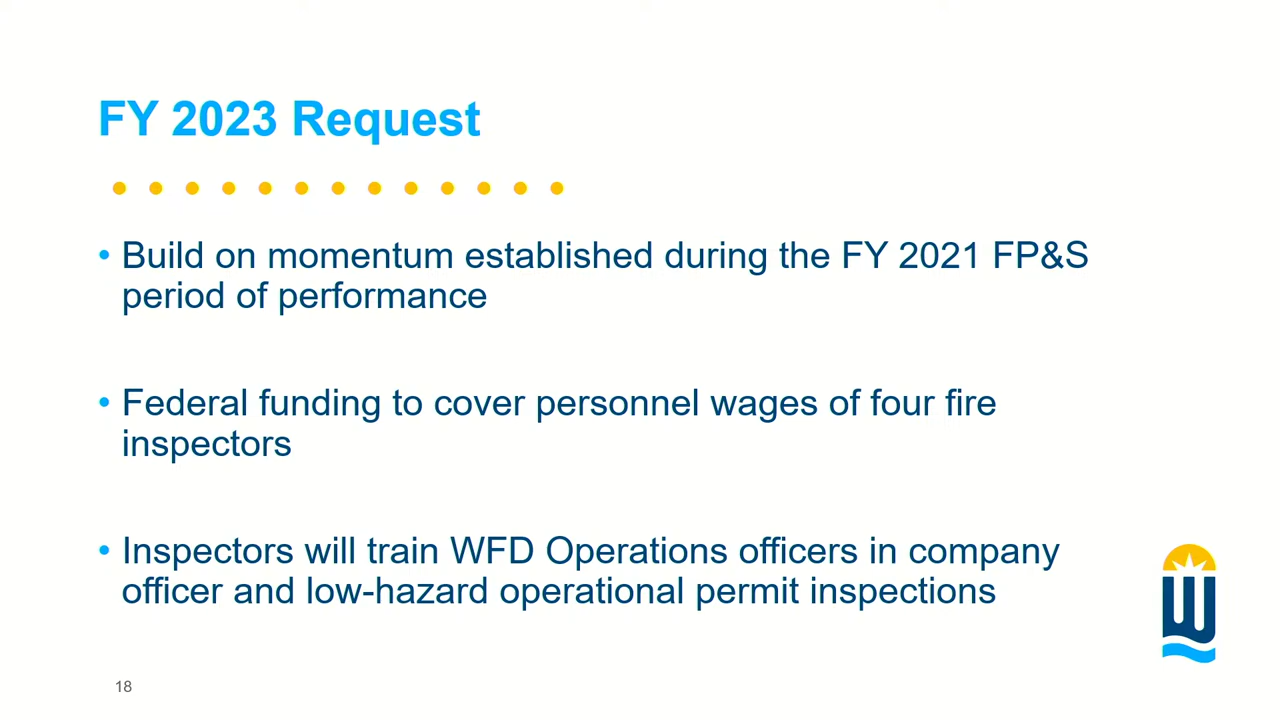 FY 2023 Request
• Build on momentum established during the FY 2021 FP&S
period of performance
• Federal funding to cover personnel wages of four fire
inspectors
• Inspectors will train WFD Operations officers in company
officer and low-hazard operational permit inspections
W
18